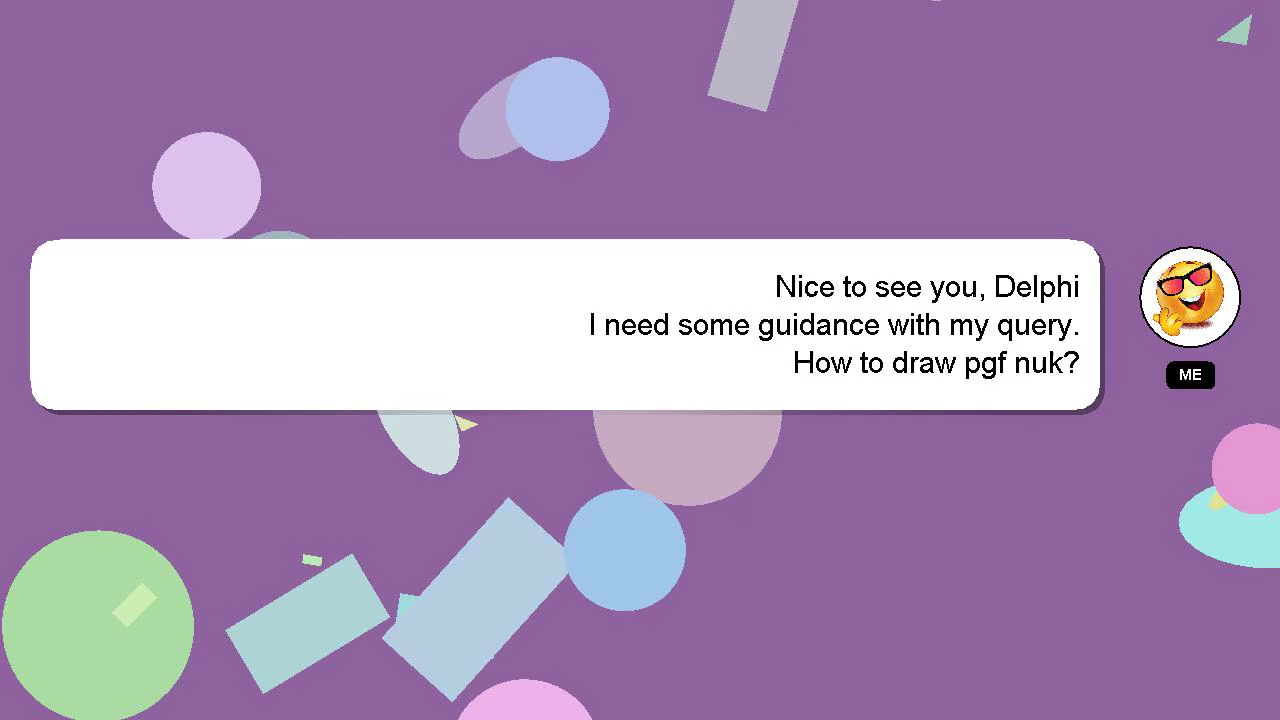 Nice to see you, Delphi
I need some guidance with my query.
How to draw pgf nuk?
ME